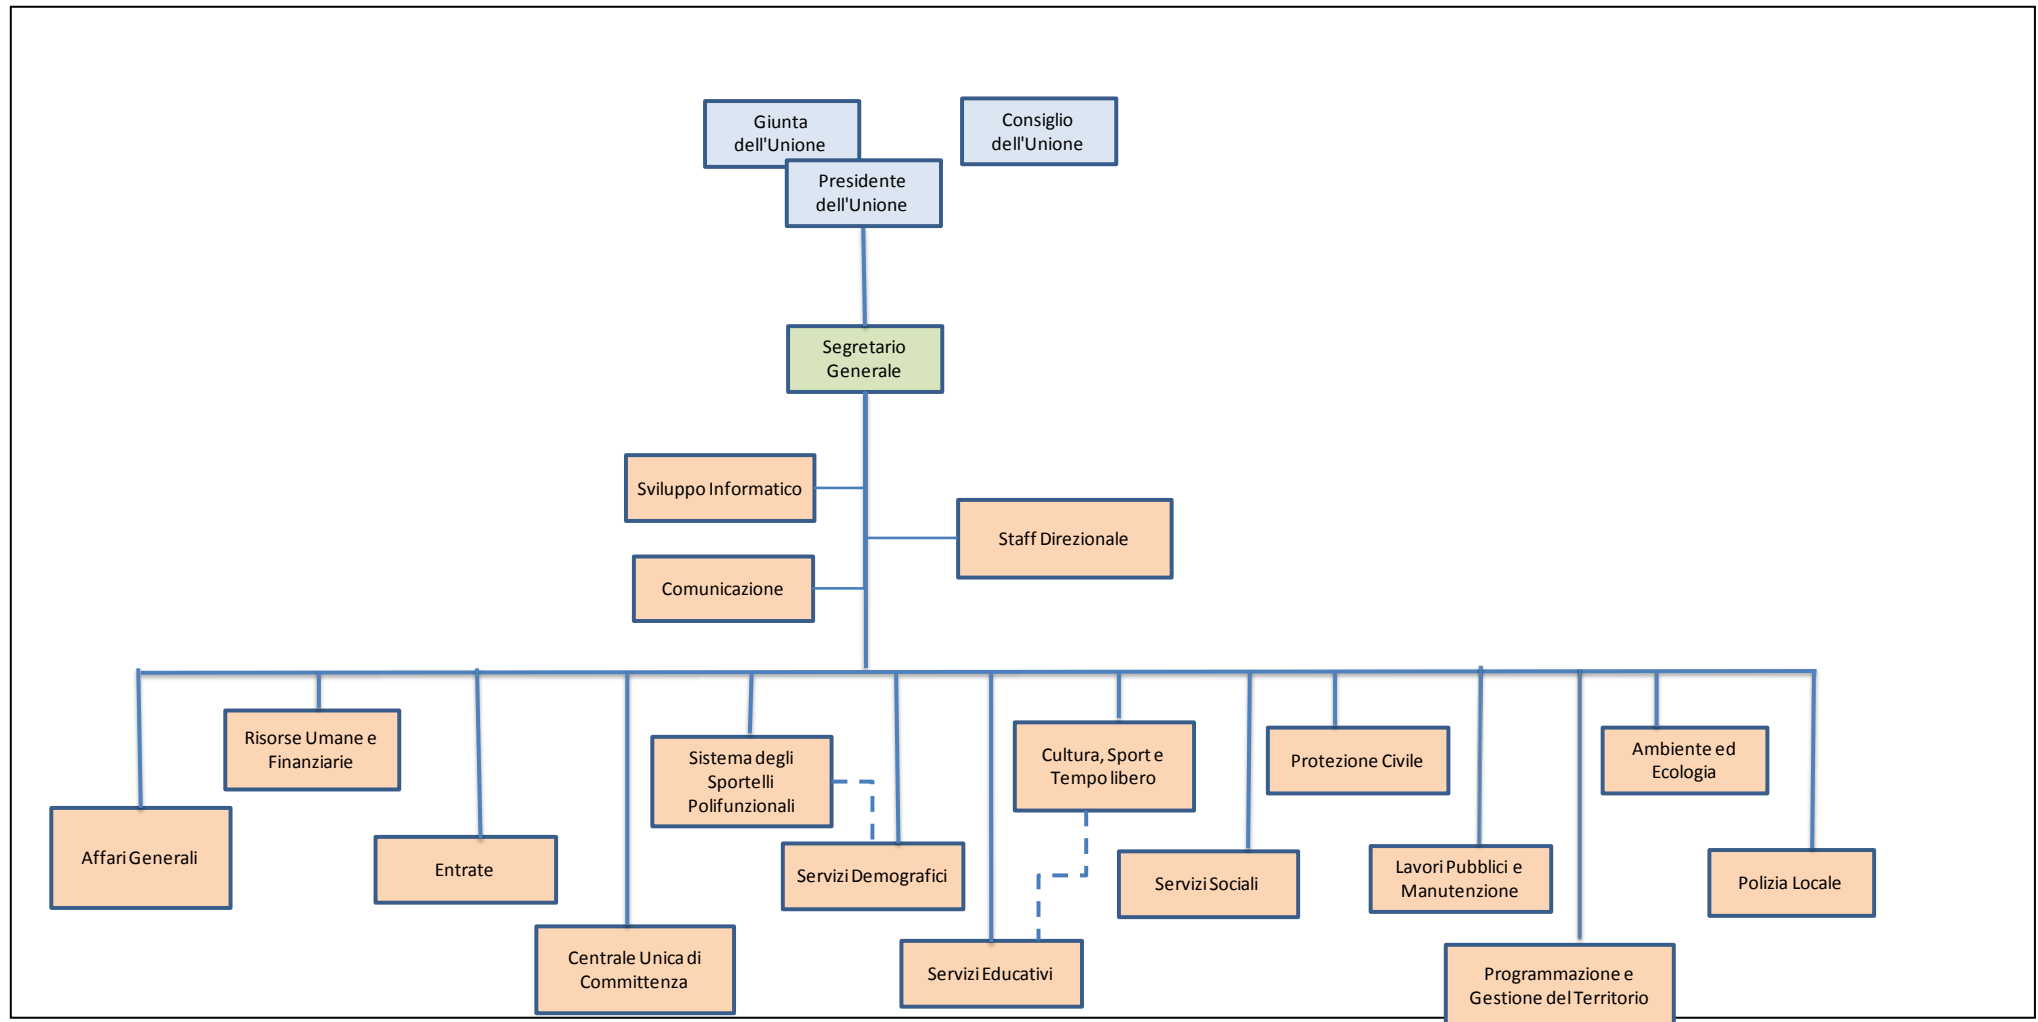 Giunta
dell'Unione
Consiglio
dell'Unione
Presidente
dell'Unione
Segretario
Generale
Sviluppo Informatico
Staff Direzionale
Comunicazione
Risorse Umane e
Finanziarie
Sistema degli
Sportelli
Polifunzionali
Cultura, Sport e
Tempo libero
Protezione Civile
Ambiente ed
Ecologia
Affari Generali
Entrate
Servizi Demografici
Servizi Sociali
Lavori Pubblici e
Manutenzione
Polizia Locale
Centrale Unica di
Committenza
Servizi Educativi
Programmazione e
Gestione del Territorio